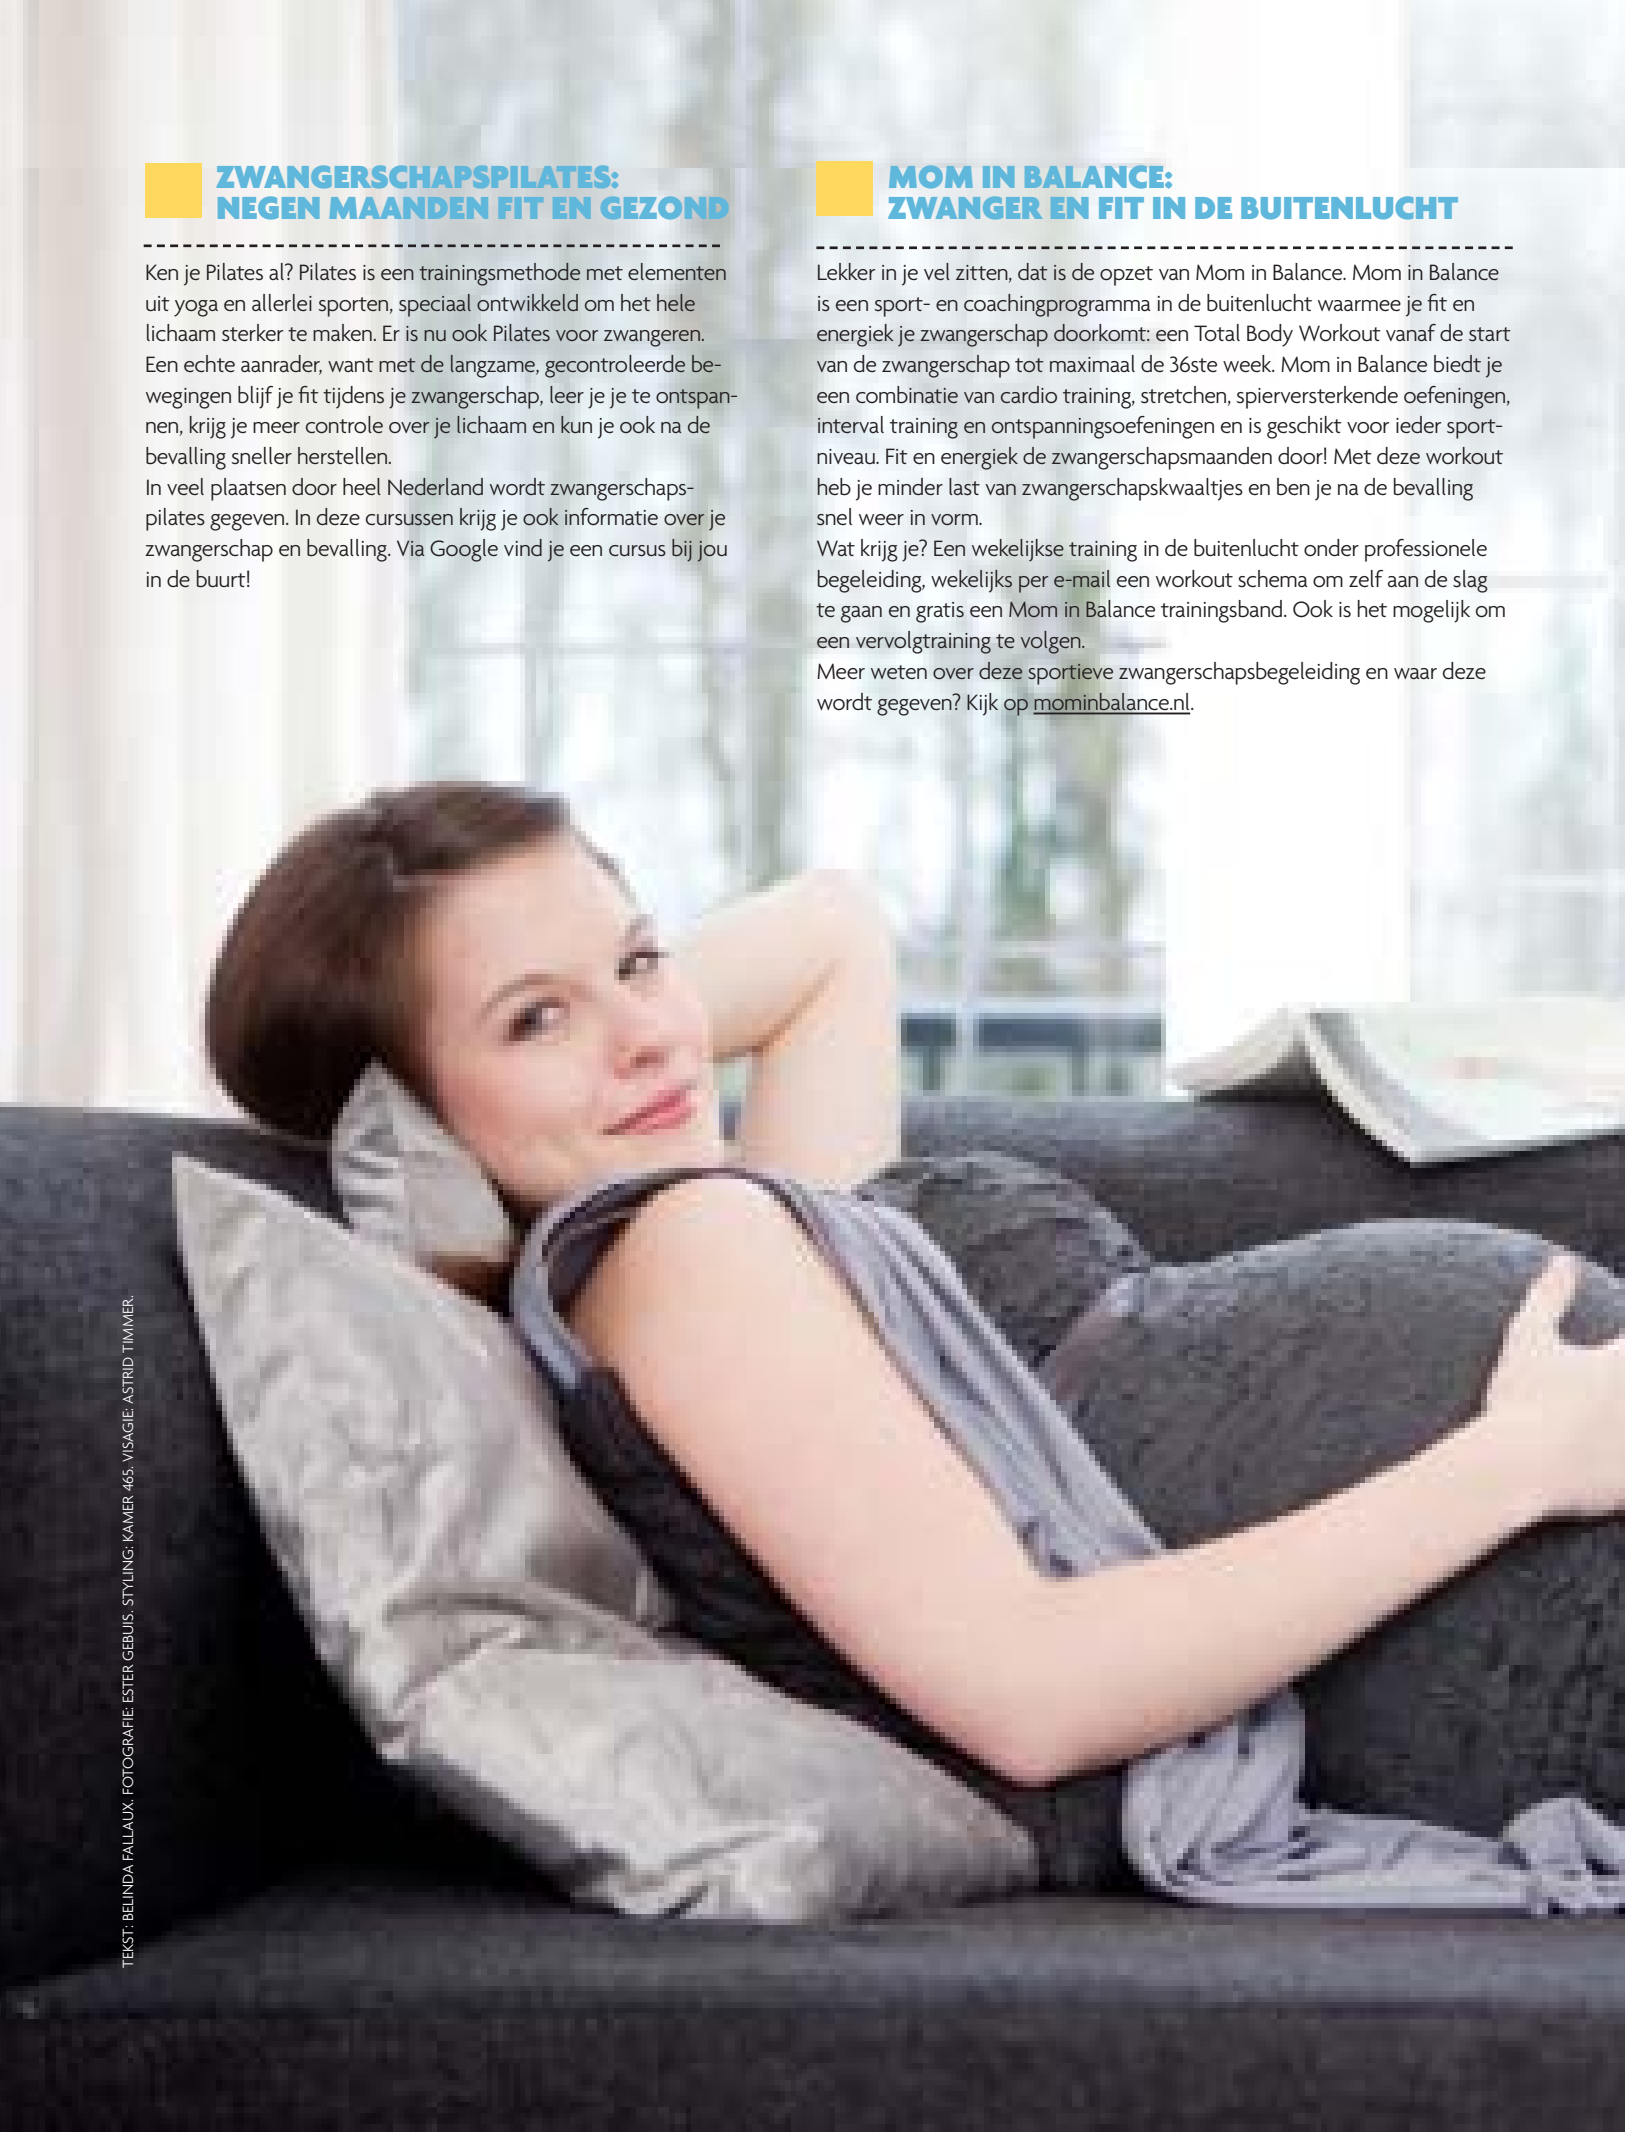 ZWANGERSCHAPSPILATES:
NEGEN MAANDEN FIT EN GEZOND
Ken je Pilates al? Pilates is een trainingsmethode met elementen
uit yoga en allerlei sporten, speciaal ontwikkeld om het hele
lichaam sterker te maken. Er is nu ook Pilates voor zwangeren.
Een echte aanrader, want met de langzame, gecontroleerde be-
wegingen blijf je fit tijdens je zwangerschap, leer je je te ontspan-
nen, krijg je meer controle over je lichaam en kun je ook na de
bevalling sneller herstellen.
In veel plaatsen door heel Nederland wordt zwangerschaps-
pilates gegeven. In deze cursussen krijg je ook informatie over je
zwangerschap en bevalling. Via Google vind je een cursus bij jou
in de buurt!
MOM IN BALANCE:
ZWANGER EN FIT IN DE BUITENLUCHT
Lekker in je vel zitten, dat is de opzet van Mom in Balance. Mom in Balance
is een sport- en coachingprogramma in de buitenlucht waarmee je fit en
energiek je zwangerschap doorkomt: een Total Body Workout vanaf de start
van de zwangerschap tot maximaal de 36ste week. Mom in Balance biedt je
een combinatie van cardio training, stretchen, spierversterkende oefeningen,
interval training en ontspanningsoefeningen en is geschikt voor ieder sport-
niveau. Fit en energiek de zwangerschapsmaanden door! Met deze workout
heb je minder last van zwangerschapskwaaltjes en ben je na de bevalling
snel weer in vorm.
Wat krijg je? Een wekelijkse training in de buitenlucht onder professionele
begeleiding, wekelijks per e-mail een workout schema om zelf aan de slag
te gaan en gratis een Mom in Balance trainingsband. Ook is het mogelijk om
een vervolgtraining te volgen.
Meer weten over deze sportieve zwangerschapsbegeleiding en waar deze
wordt gegeven? Kijk op mominbalance.nl.
TEKST: BELINDA FALLAUX. FOTOGRAFIE: ESTER GEBUIS. STYLING: KAMER 465. VISAGIE: ASTRID TIMMER.